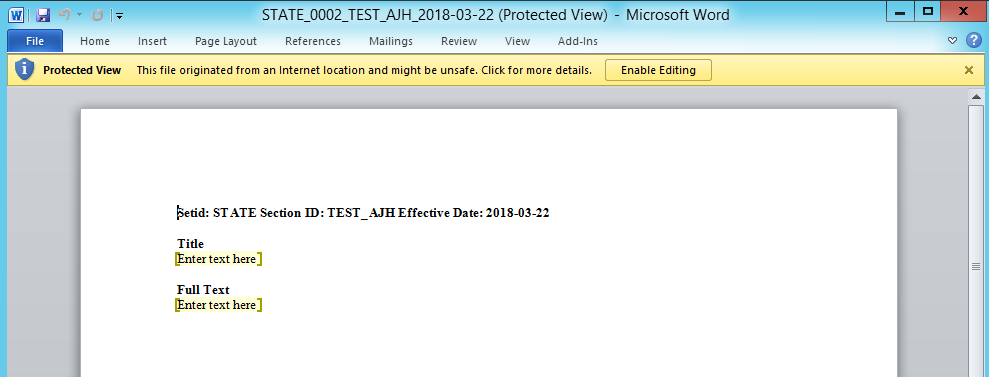 STATE_0002_TEST_AJH_2018-03-22 (Protected View) - Microsoft Word
File Home Insert Page Layout References Mailings Review View Add-Ins
Protected View This file originated from an Internet location and might be unsafe. Click for more details. Enable Editing
Setid: STATE Section ID: TEST_AJH Effective Date: 2018-03-22
Title
Enter text here
Full Text
Enter text here